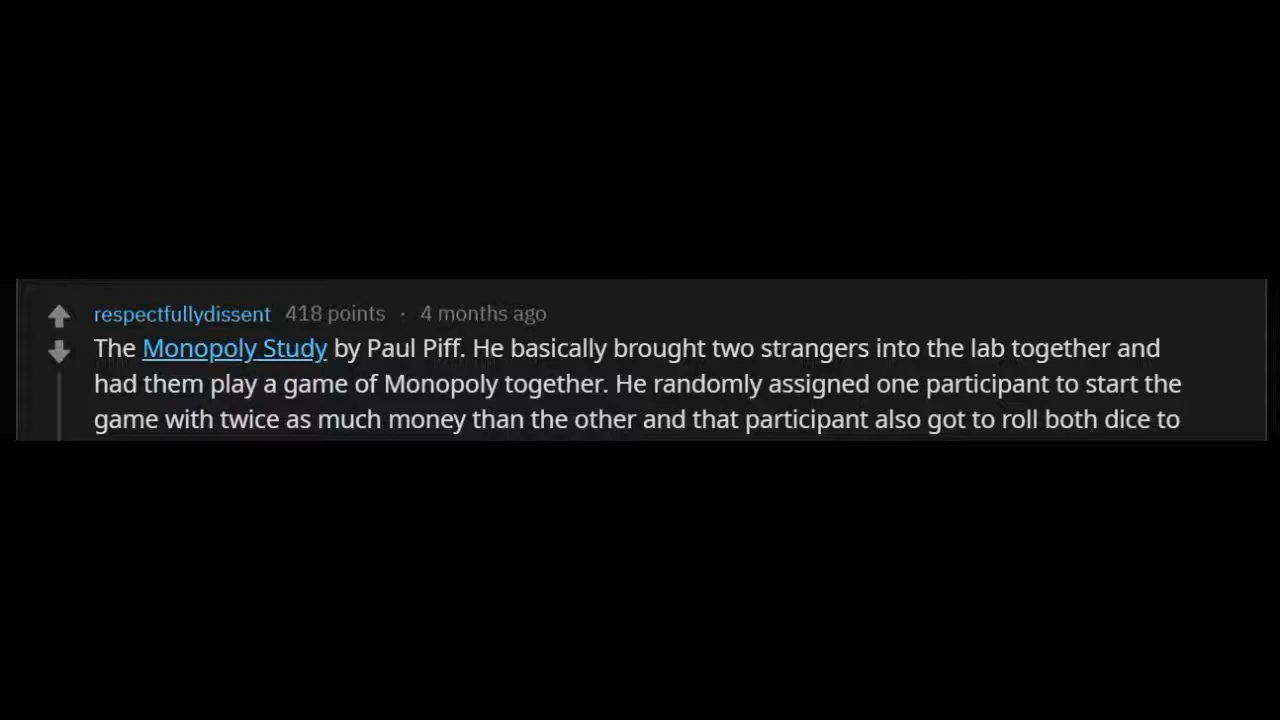 respectfullydissent 418 points · 4 months ago
The Monopoly Study by Paul Piff. He basically brought two strangers into the lab together and
had them play a game of Monopoly together. He randomly assigned one participant to start the
game with twice as much money than the other and that participant also got to roll both dice to